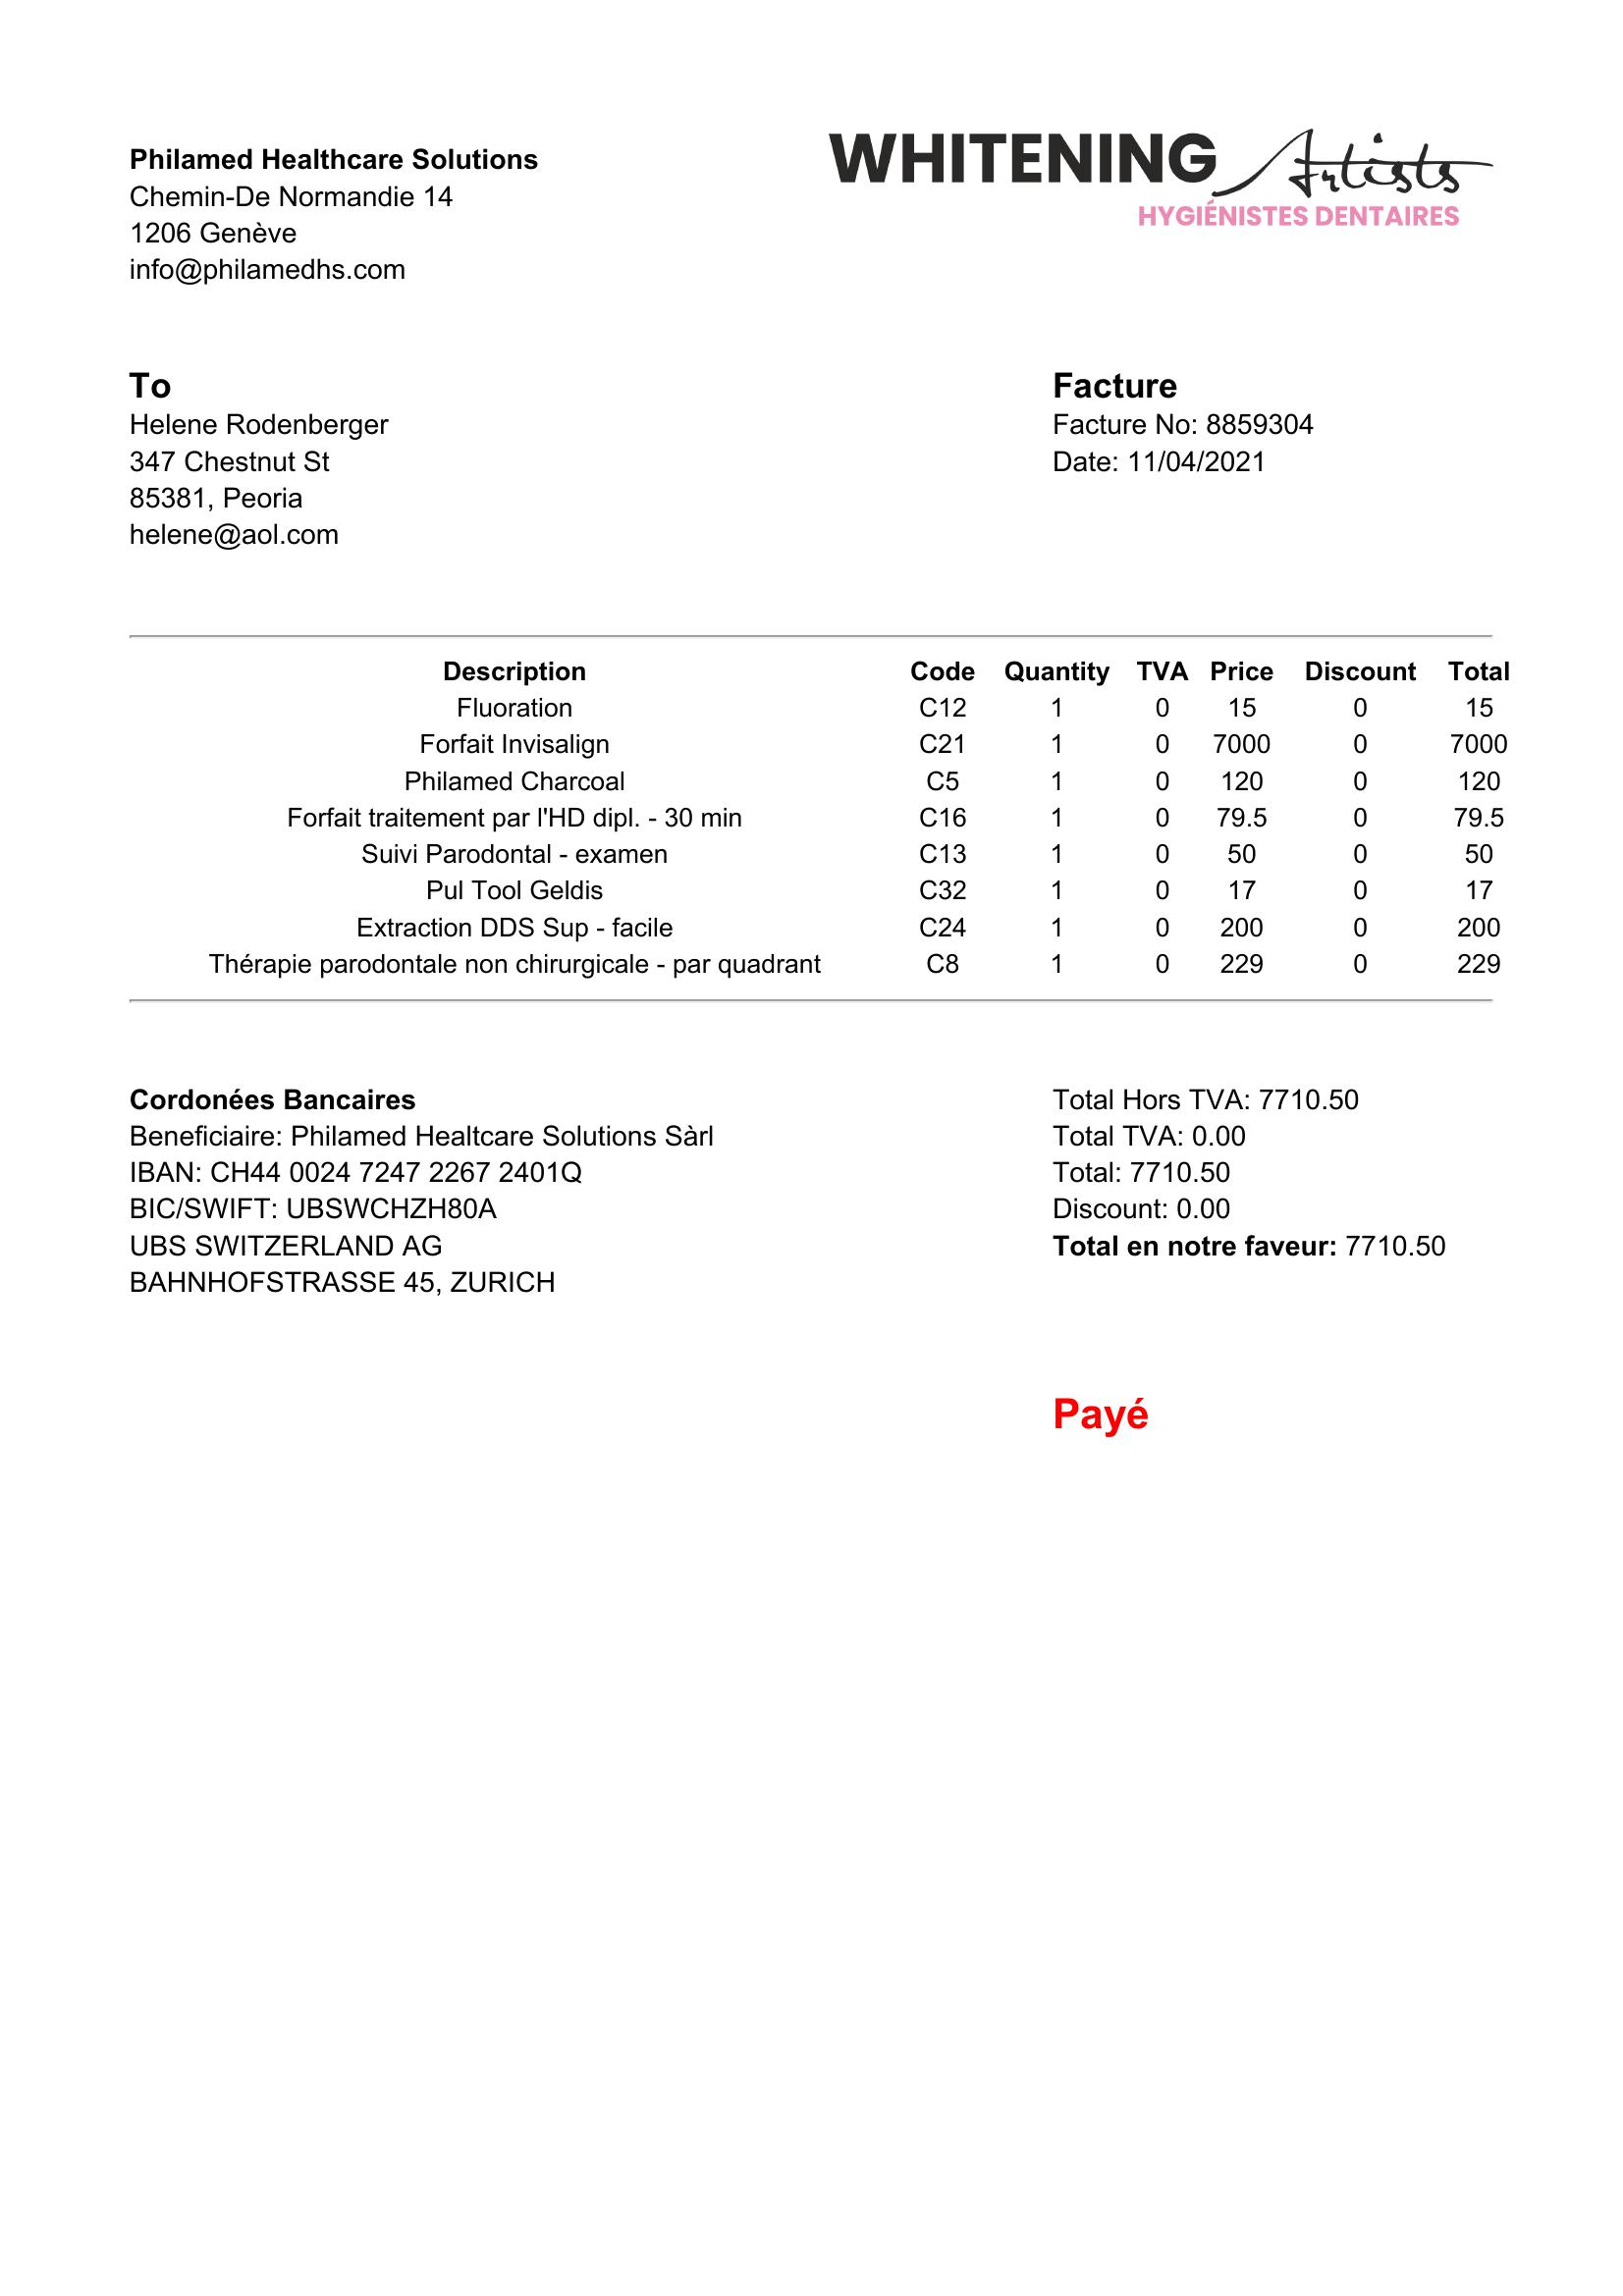 Philamed Healthcare Solutions
Chemin-De Normandie 14
1206 Genève
info@philamedhs.com
WHITENING Artists
HYGIÉNISTES DENTAIRES
To
Helene Rodenberger
347 Chestnut St
85381, Peoria
helene@aol.com
Facture
Facture No: 8859304
Date: 11/04/2021
Description Code Quantity TVA Price Discount Total
Fluoration C12 1 0 15 0 15
Forfait Invisalign C21 1 0 7000 0 7000
Philamed Charcoal C5 1 0 120 0 120
Forfait traitement par l'HD dipl. - 30 min C16 1 0 79.5 0 79.5
Suivi Parodontal - examen C13 1 0 50 0 50
Pul Tool Geldis C32 1 0 17 0 17
Extraction DDS Sup - facile C24 1 0 200 0 200
Thérapie parodontale non chirurgicale - par quadrant C8 1 0 229 0 229
Cordonées Bancaires
Beneficiaire: Philamed Healtcare Solutions Sàrl
IBAN: CH44 0024 7247 2267 2401Q
BIC/SWIFT: UBSWCHZH80A
UBS SWITZERLAND AG
BAHNHOFSTRASSE 45, ZURICH
Total Hors TVA: 7710.50
Total TVA: 0.00
Total: 7710.50
Discount: 0.00
Total en notre faveur: 7710.50
Payé